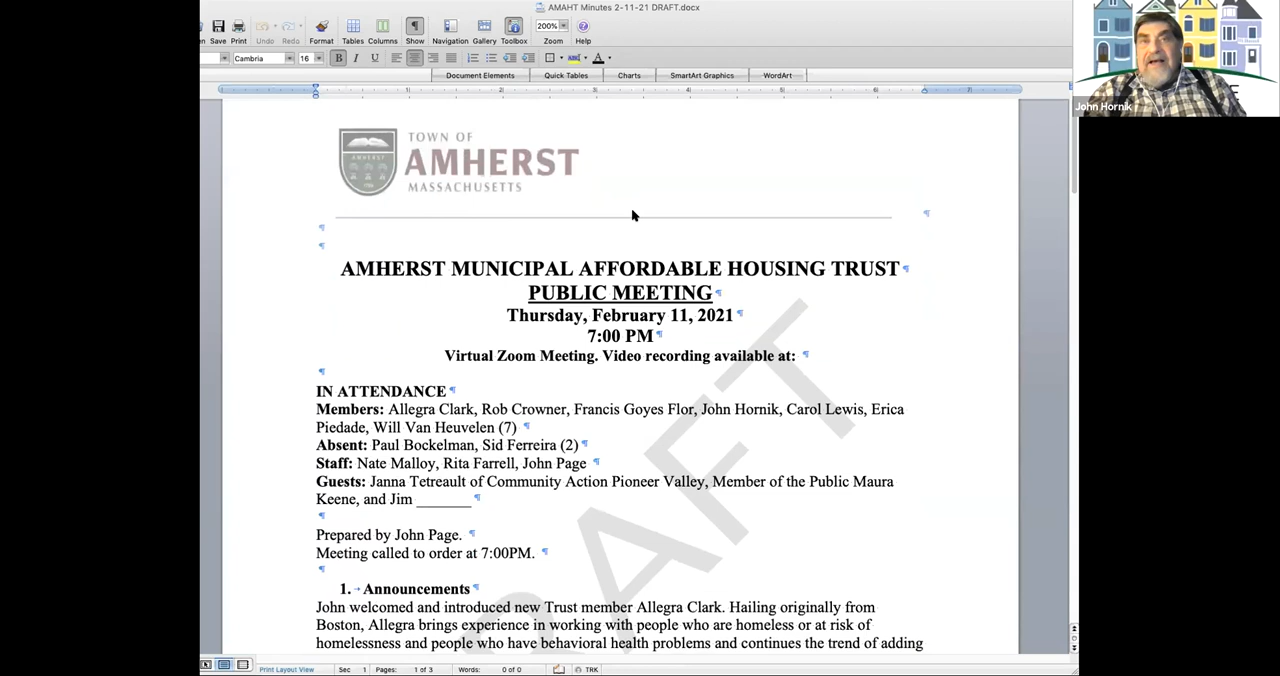 AMAHT Minutes 2-11-21 DRAFT.docx
Save Print Undo Redo Format Tables Columns Show Navigation Gallery Toolbox Zoom Help
200%
Cambria 16 B I U A
Document Elements Quick Tables Charts SmartArt Graphics WordArt
John Hornik
TOWN OF
AMHERST
MASSACHUSETTS
AMHERST MUNICIPAL AFFORDABLE HOUSING TRUST
PUBLIC MEETING
Thursday, February 11, 2021
7:00 PM
Virtual Zoom Meeting. Video recording available at:
IN ATTENDANCE
Members: Allegra Clark, Rob Crowner, Francis Goyes Flor, John Hornik, Carol Lewis, Erica
Piedade, Will Van Heuvelen (7)
Absent: Paul Bockelman, Sid Ferreira (2)
Staff: Nate Malloy, Rita Farrell, John Page
Guests: Janna Tetreault of Community Action Pioneer Valley, Member of the Public Maura
Keene, and Jim _______
Prepared by John Page.
Meeting called to order at 7:00PM.
1. Announcements
John welcomed and introduced new Trust member Allegra Clark. Hailing originally from
Boston, Allegra brings experience in working with people who are homeless or at risk of
homelessness and people who have behavioral health problems and continues the trend of adding
DRAFT
Print Layout View Sec 1 Pages: 1 of 3 Words: 0 of 0 TRK